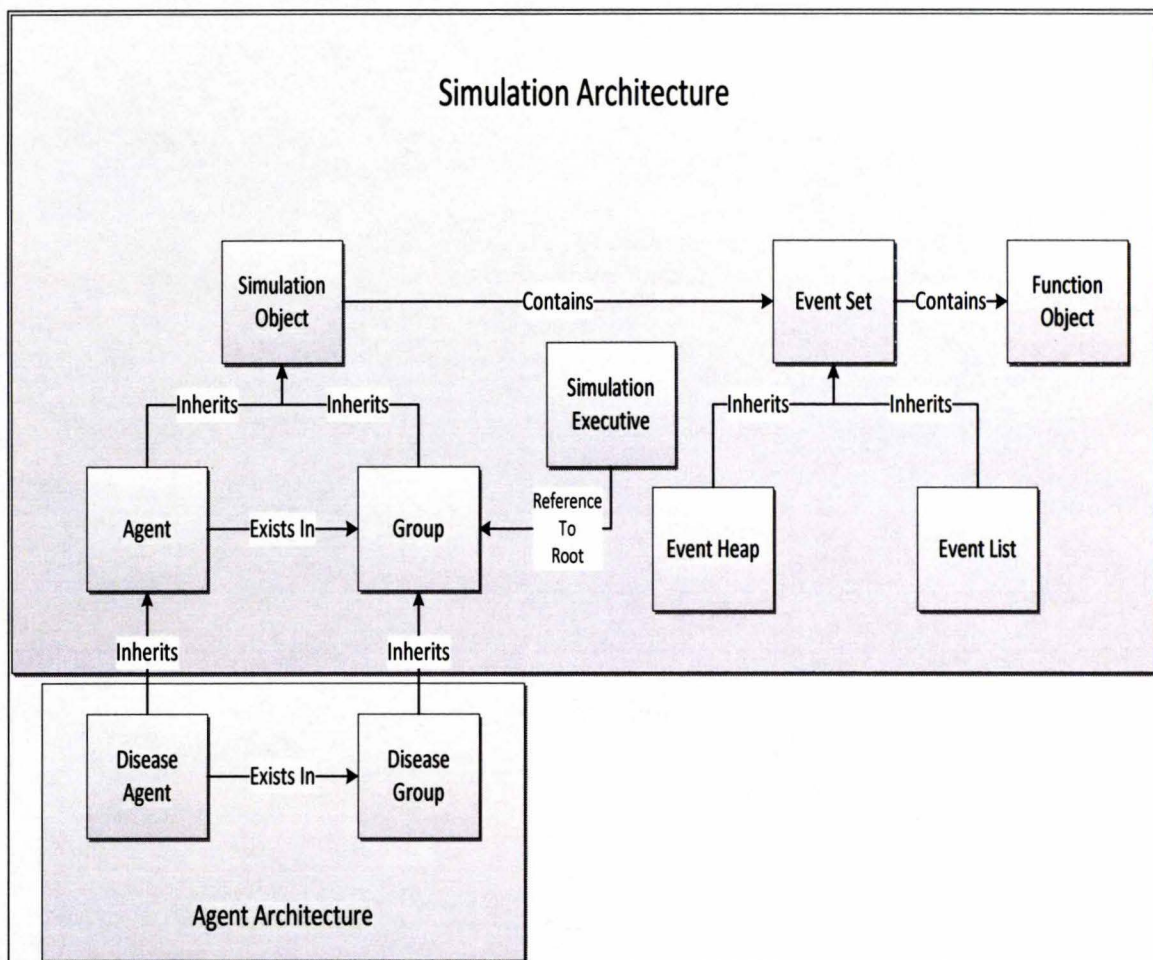 Simulation Architecture
Simulation
Object
Contains
Event Set
Contains
Function
Object
Simulation
Executive
Inherits
Inherits
Inherits
Inherits
Agent
Exists In
Group
Reference
To
Root
Event Heap
Event List
Inherits
Inherits
Disease
Agent
Exists In
Disease
Group
Agent Architecture